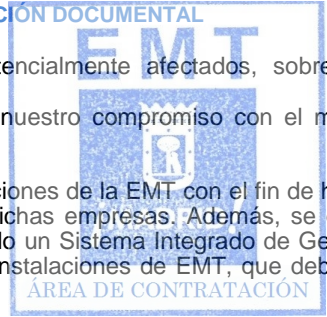 CIÓN DOCUMENTAL
EMT
tencialmente afectados, sobre
nuestro compromiso con el m
ciones de la EMT con el fin de h
ichas empresas. Además, se
lo un Sistema Integrado de Ge
nstalaciones de EMT, que deb
ÁREA DE CONTRATACIÓN